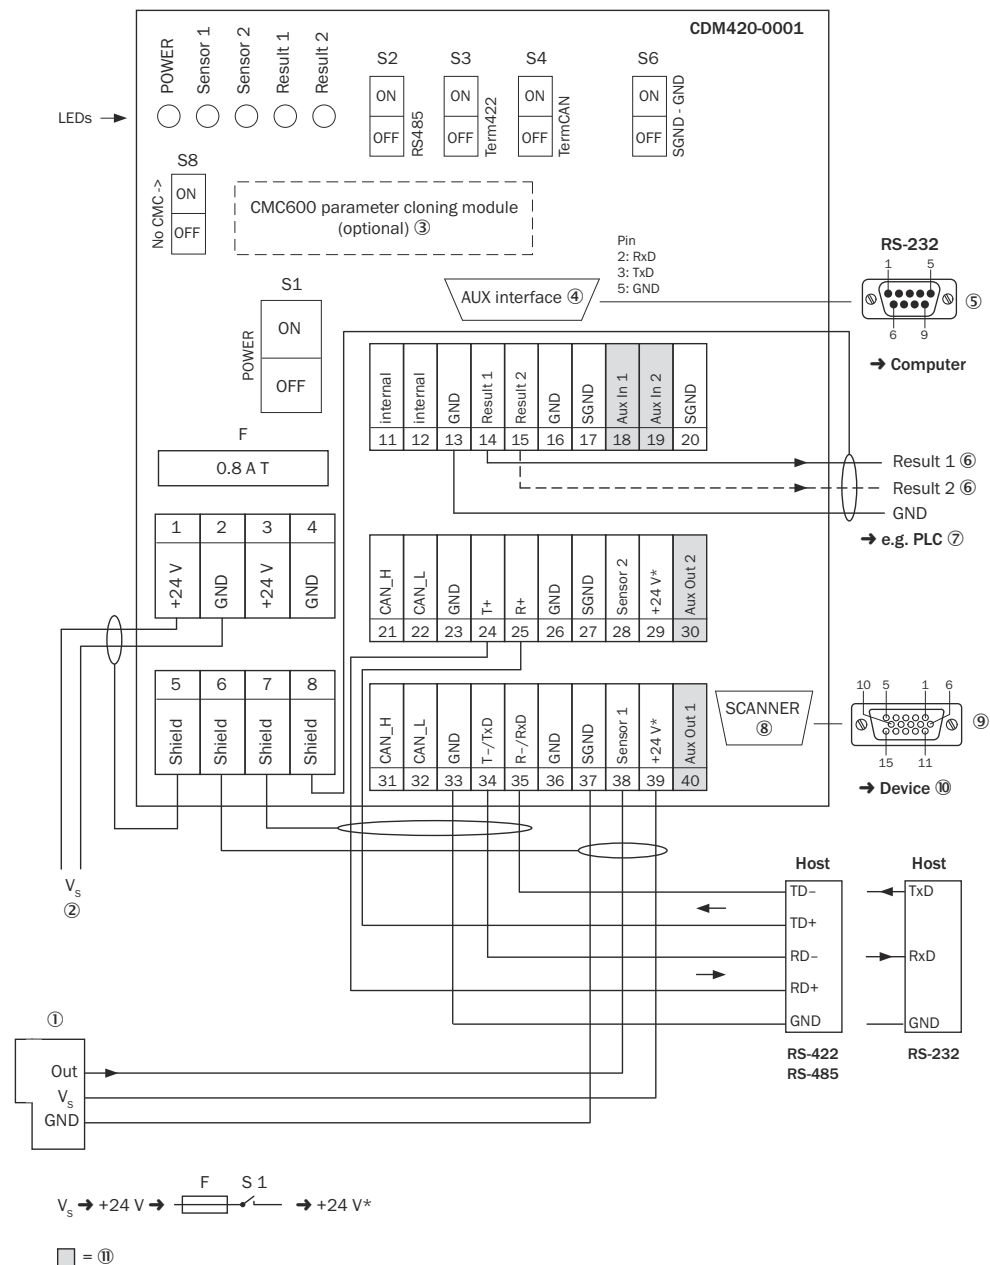 CDM420-0001
POWER
Sensor 1
Sensor 2
Result 1
Result 2
LEDs
S2
ON
OFF
RS485
S3
ON
OFF
Term422
S4
ON
OFF
TermCAN
S6
ON
OFF
SGND - GND
S8
ON
OFF
No CMC ->
CMC600 parameter cloning module
(optional) ③
Pin
2: RxD
3: TxD
5: GND
AUX interface ④
RS-232
1 5
6 9
⑤
➔ Computer
S1
ON
OFF
POWER
F
0.8 A T
internal internal GND Result 1 Result 2 GND SGND Aux In 1 Aux In 2 SGND
11 12 13 14 15 16 17 18 19 20
Result 1 ⑥
Result 2 ⑥
GND
➔ e.g. PLC ⑦
1 2 3 4
+24 V GND +24 V GND
CAN_H CAN_L GND T+ R+ GND SGND Sensor 2 +24 V* Aux Out 2
21 22 23 24 25 26 27 28 29 30
5 6 7 8
Shield Shield Shield Shield
CAN_H CAN_L GND T–/TxD R–/RxD GND SGND Sensor 1 +24 V* Aux Out 1
31 32 33 34 35 36 37 38 39 40
SCANNER
⑧
10 5 1 6
15 11
⑨
➔ Device ⑩
Vs
②
Host
TD–
TD+
RD–
RD+
GND
RS-422
RS-485
Host
TxD
RxD
GND
RS-232
①
Out
Vs
GND
F S 1
Vs ➔ +24 V ➔ ➔ +24 V*
= ⑪